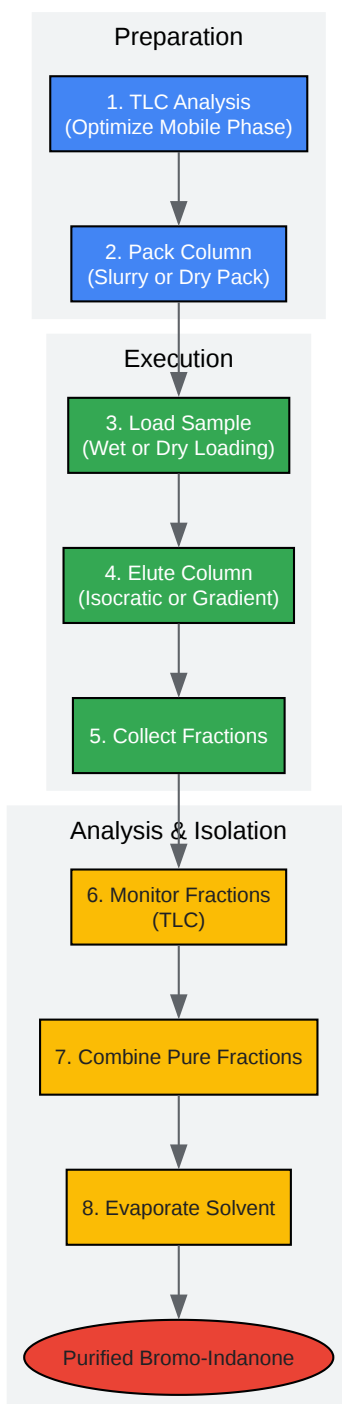 Preparation
1. TLC Analysis
(Optimize Mobile Phase)
2. Pack Column
(Slurry or Dry Pack)
Execution
3. Load Sample
(Wet or Dry Loading)
4. Elute Column
(Isocratic or Gradient)
5. Collect Fractions
Analysis & Isolation
6. Monitor Fractions
(TLC)
7. Combine Pure Fractions
8. Evaporate Solvent
Purified Bromo-Indanone